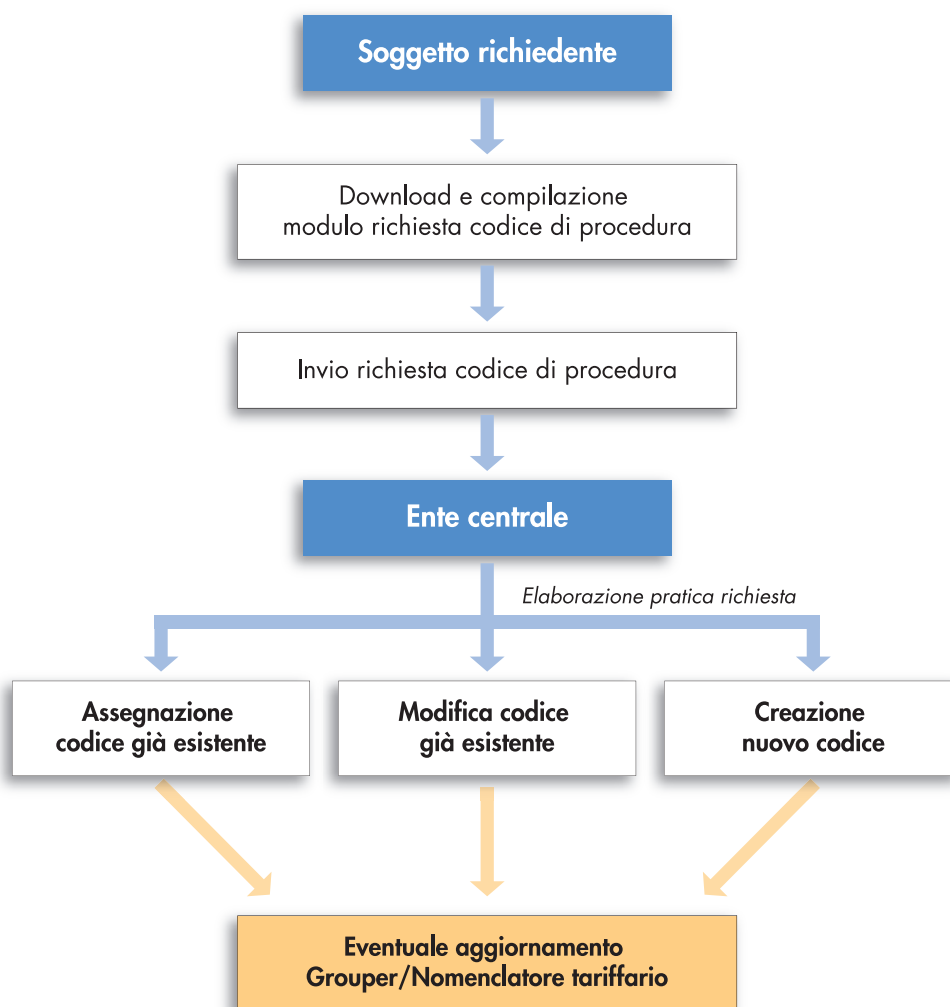 Soggetto richiedente
Download e compilazione
modulo richiesta codice di procedura
Invio richiesta codice di procedura
Ente centrale
Elaborazione pratica richiesta
Assegnazione
codice già esistente
Modifica codice
già esistente
Creazione
nuovo codice
Eventuale aggiornamento
Grouper/Nomenclatore tariffario